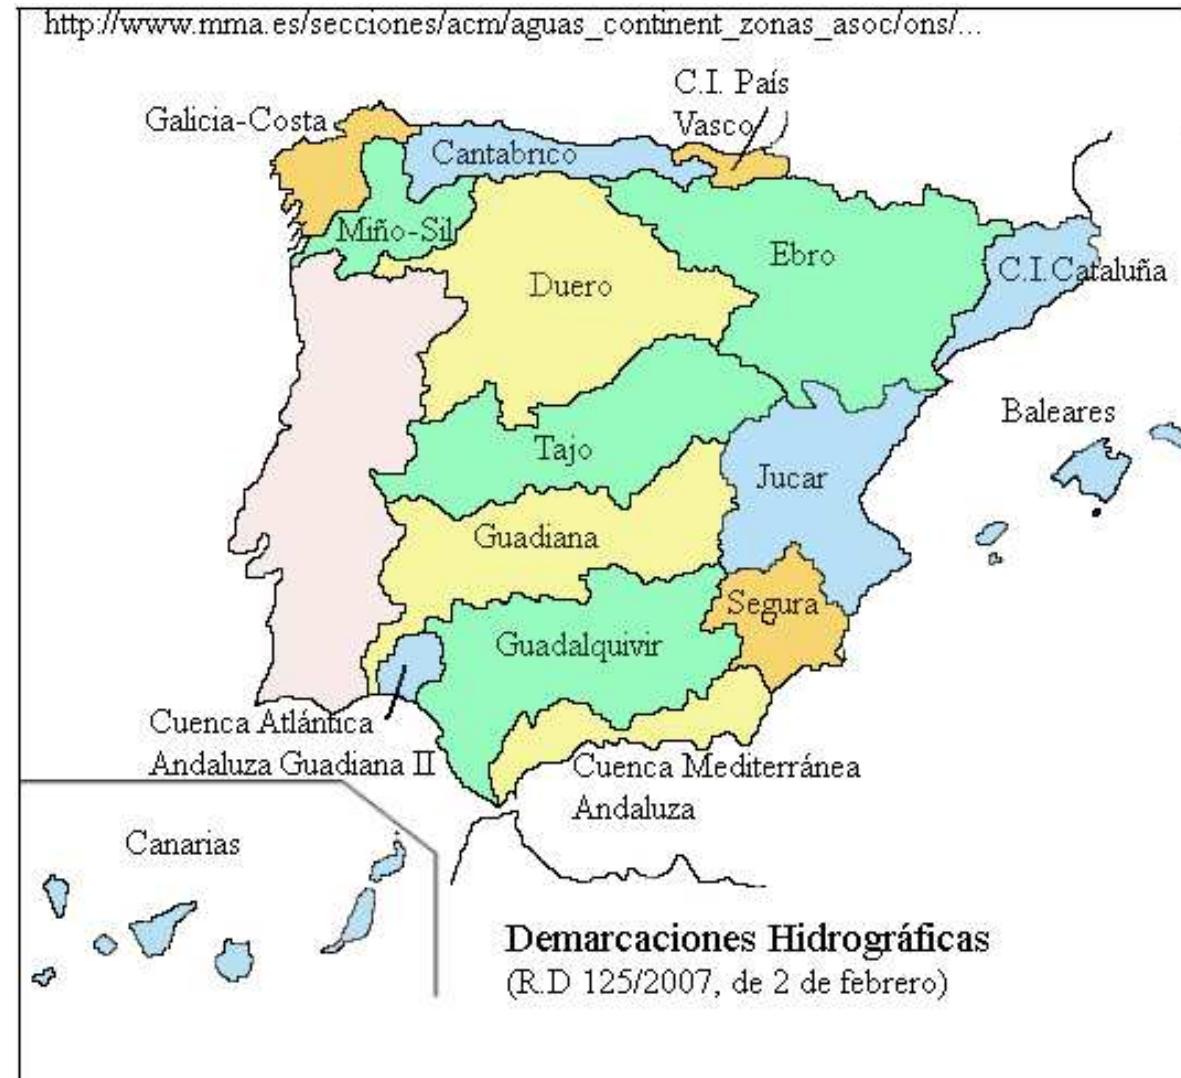 http://www.mma.es/secciones/acm/aguas_continent_zonas_asoc/ons/...
C.I. País
Vasco
Galicia-Costa
Cantabrico
Miño-Sil
Ebro
C.I.Cataluña
Duero
Baleares
Tajo
Jucar
Guadiana
Segura
Guadalquivir
Cuenca Atlántica
Andaluza Guadiana II
Cuenca Mediterránea
Andaluza
Canarias
Demarcaciones Hidrográficas
(R.D 125/2007, de 2 de febrero)